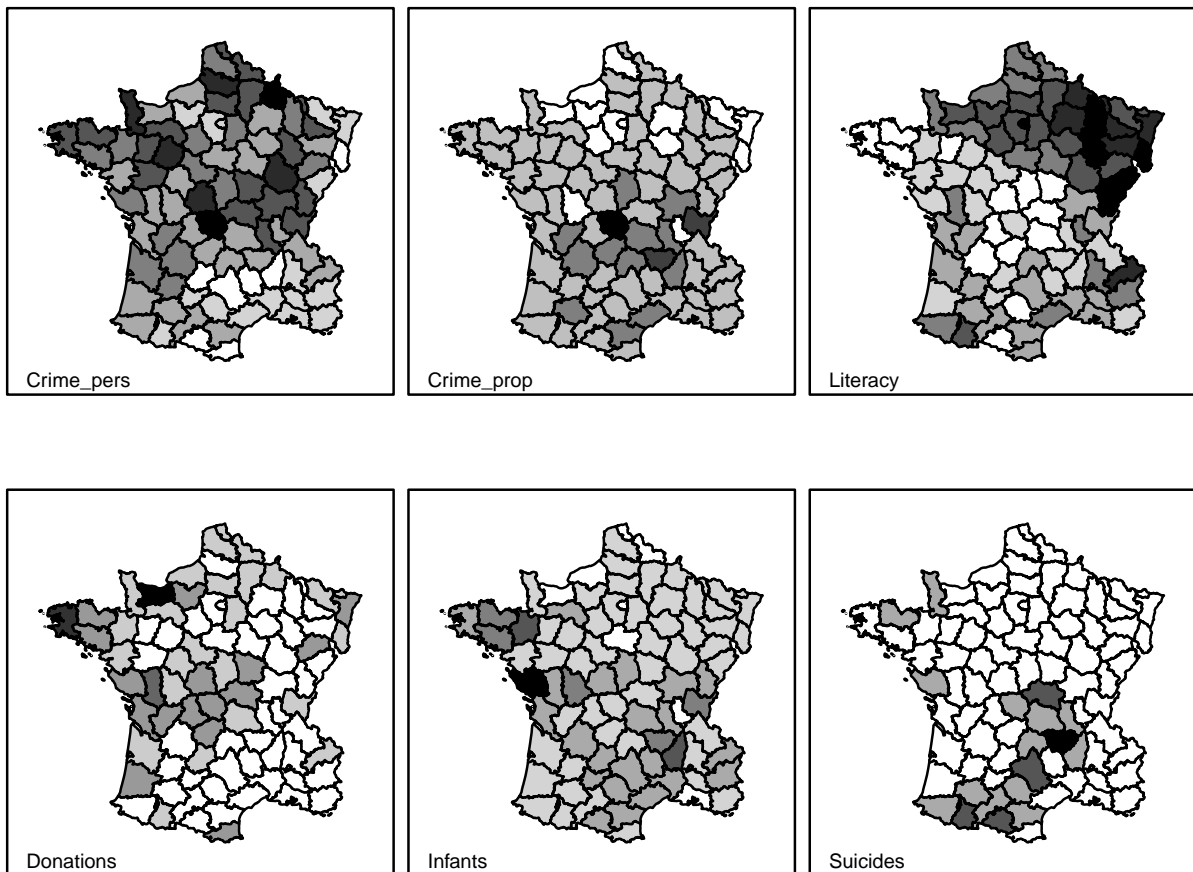 Crime_pers
Crime_prop
Literacy
Donations
Infants
Suicides